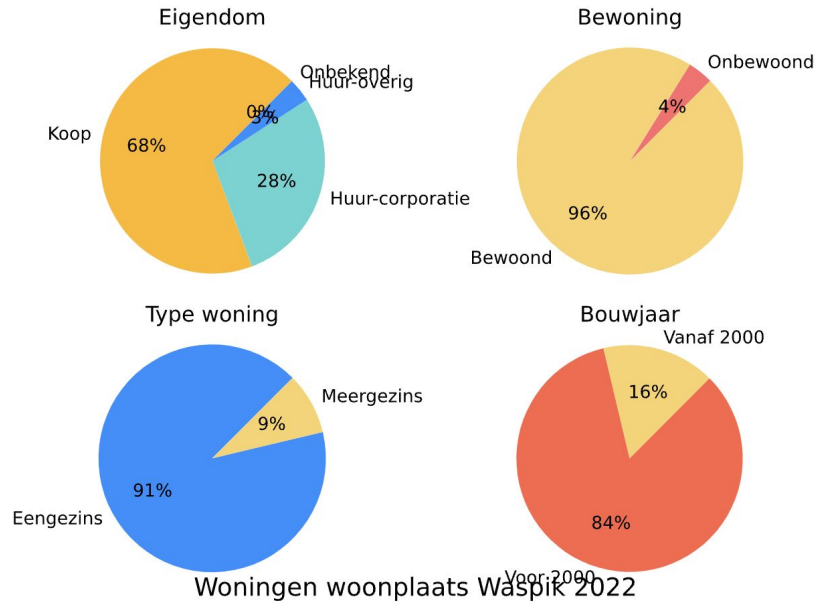 Eigendom
Onbekend
Huur-overig
0%
3%
Koop
68%
28%
Huur-corporatie
Bewoning
Onbewoond
4%
96%
Bewoond
Type woning
Meergezins
9%
91%
Eengezins
Bouwjaar
Vanaf 2000
16%
84%
Voor 2000
Woningen woonplaats Waspik 2022